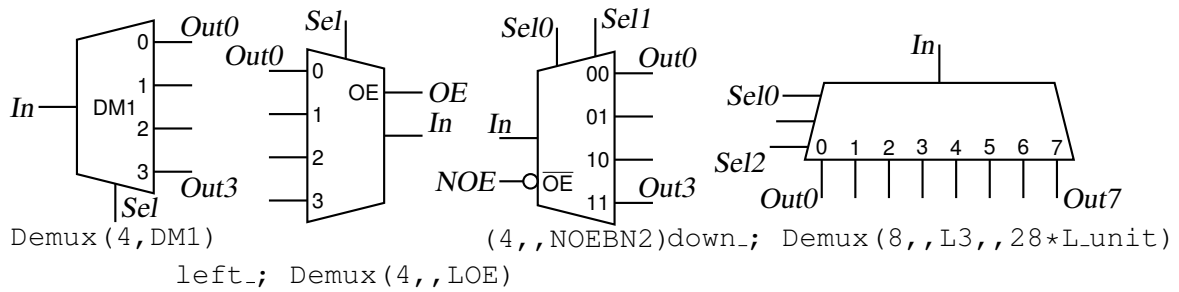 Sel0
Sel1
Sel
In
Out0
Out0
Out0
0
0
00
DM1
1
2
3
OE
OE
In
1
2
3
01
10
11
In
In
NOE
OE
Out3
Out3
Sel
Sel0
Sel2
0 1 2 3 4 5 6 7
Out0
Out7
Demux(4,DM1)
(4,,NOEBN2)down_; Demux(8,,L3,,28*L_unit)
left_; Demux(4,,LOE)